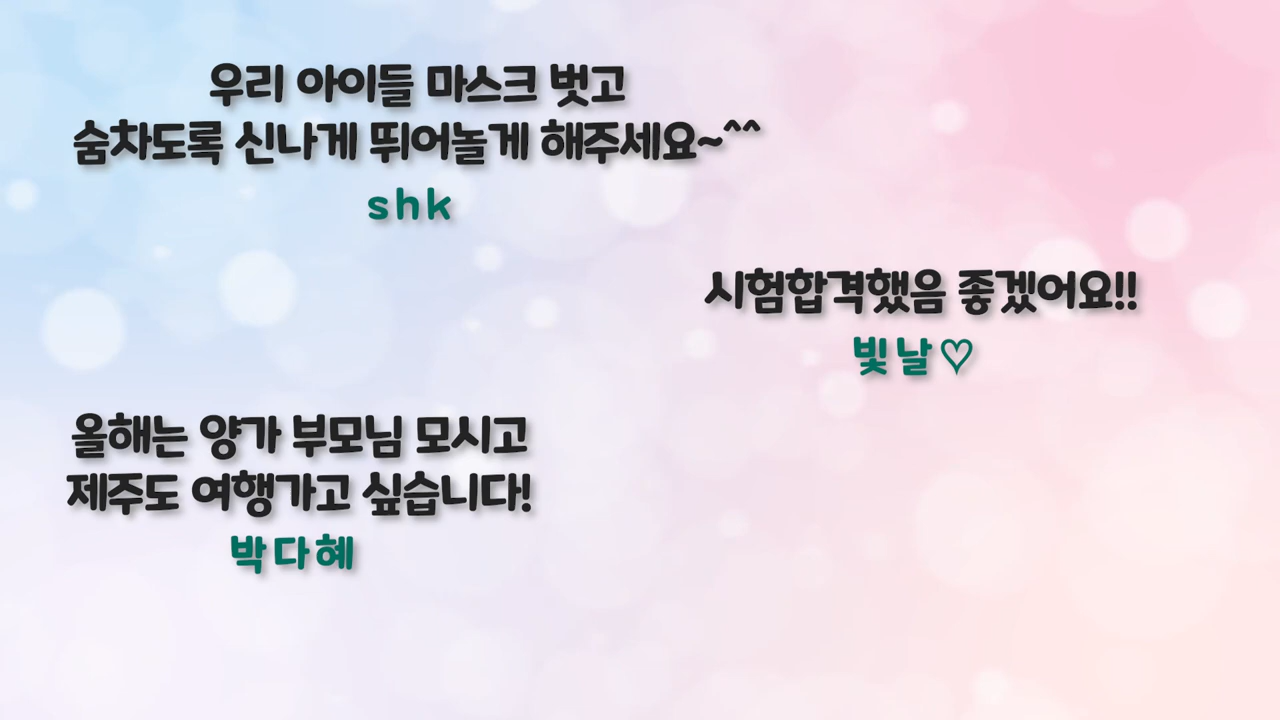 우리 아이들 마스크 벗고
숨차도록 신나게 뛰어놀게 해주세요~^^
shk
시험합격했음 좋겠어요!!
빛날♡
올해는 양가 부모님 모시고
제주도 여행가고 싶습니다!
박다혜